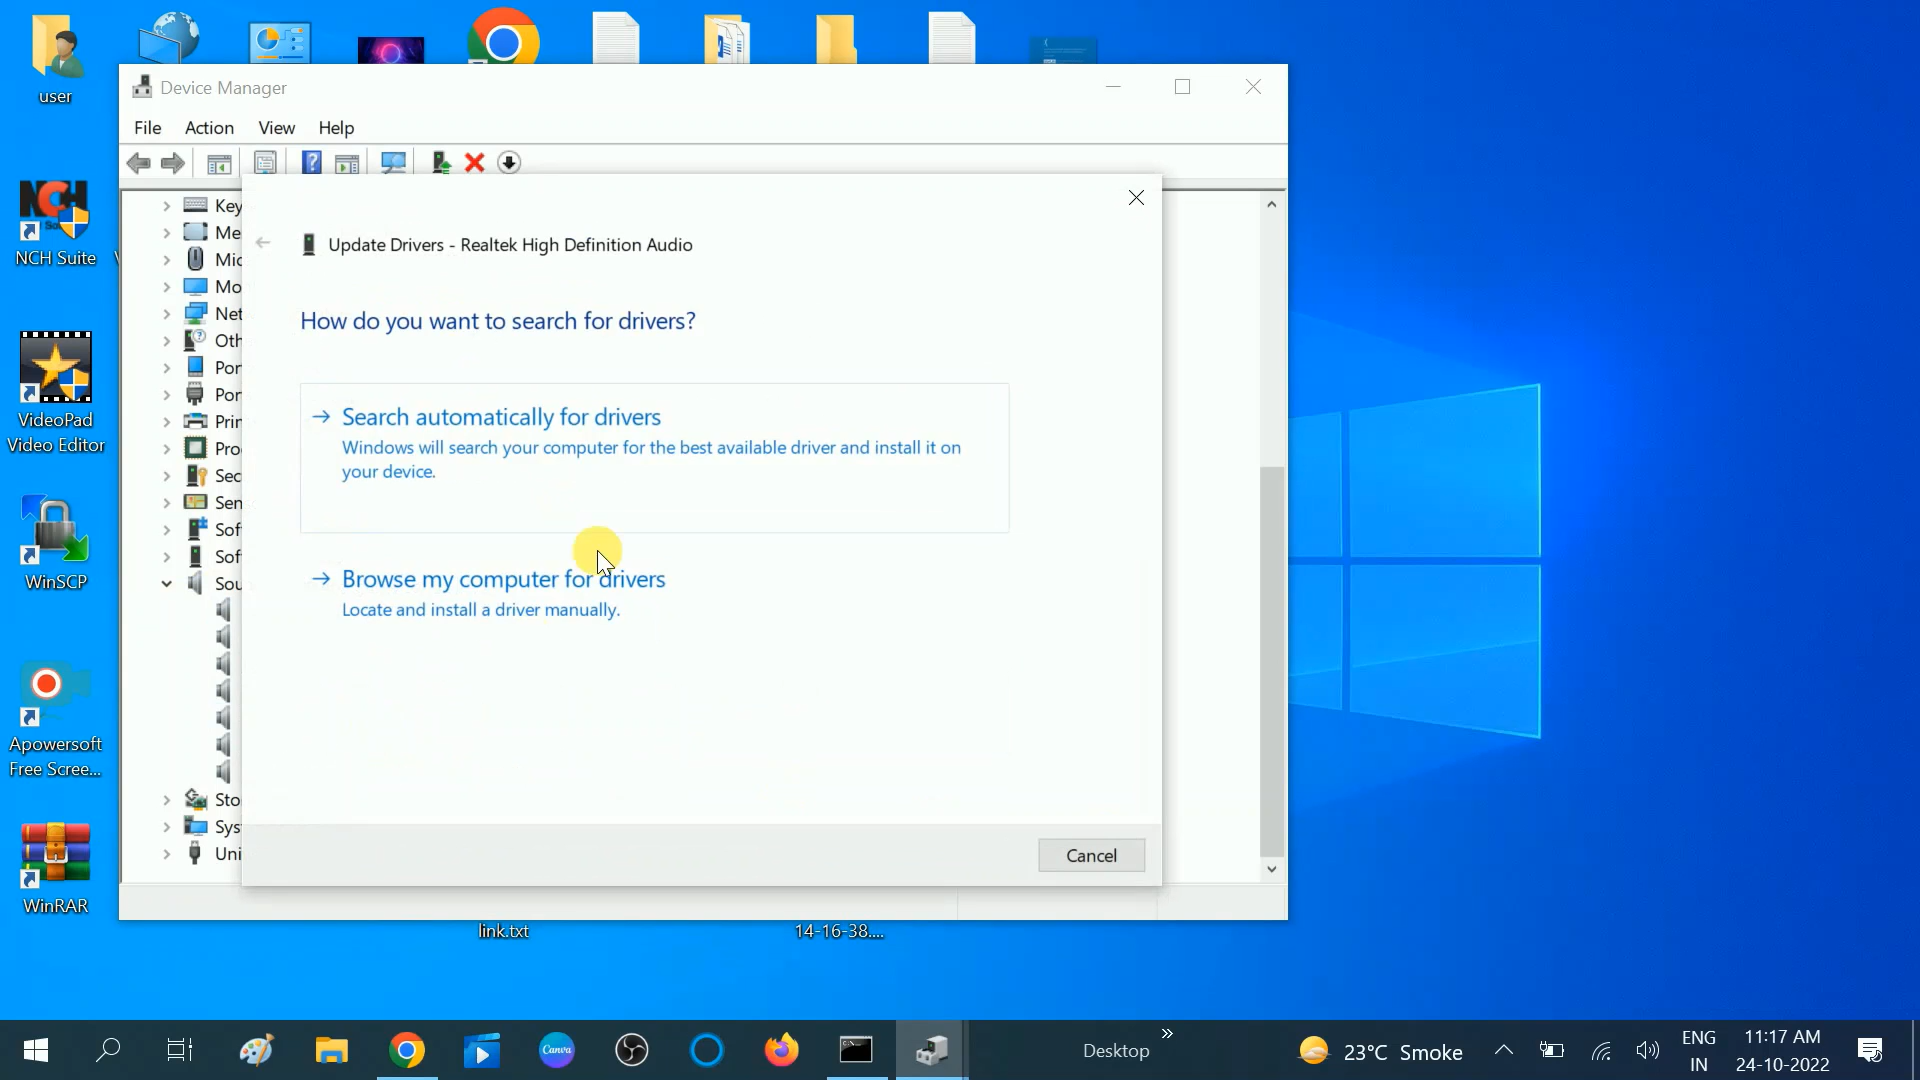 user
Device Manager
File Action View Help
Key
Update Drivers - Realtek High Definition Audio
How do you want to search for drivers?
Search automatically for drivers
Windows will search your computer for the best available driver and install it on
your device.
Browse my computer for drivers
Locate and install a driver manually.
Cancel
NCH Suite
VideoPad
Video Editor
WinSCP
Apowersoft
Free Scree...
WinRAR
Me
Mic
Mo
Net
Oth
Por
Por
Prin
Pro
Sec
Sen
Sof
Sof
Sou
Sto
Sys
Uni
link.txt
14-16-38....
Canva
Desktop
23°C Smoke
ENG
IN
11:17 AM
24-10-2022